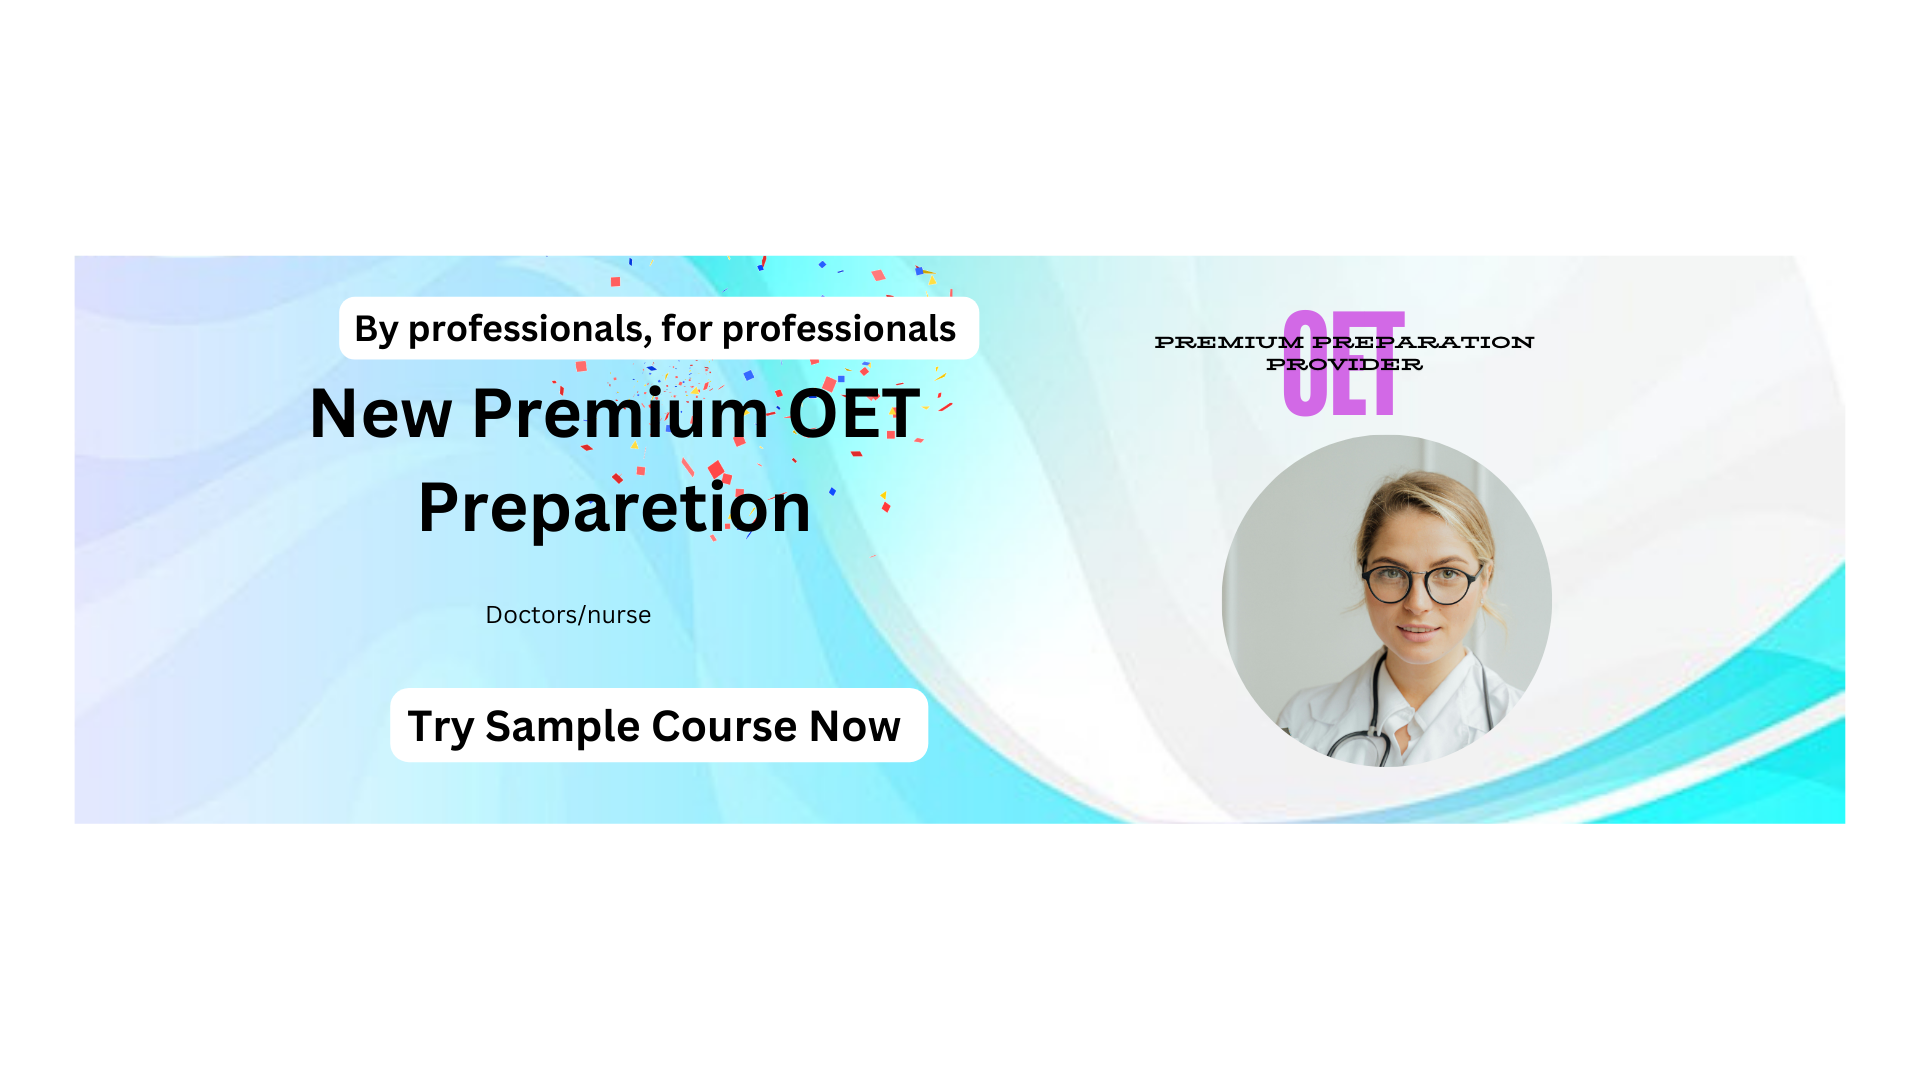 By professionals, for professionals
New Premium OET
Preparetion
Doctors/nurse
Try Sample Course Now
OET
PREMIUM PREPARATION
PROVIDER